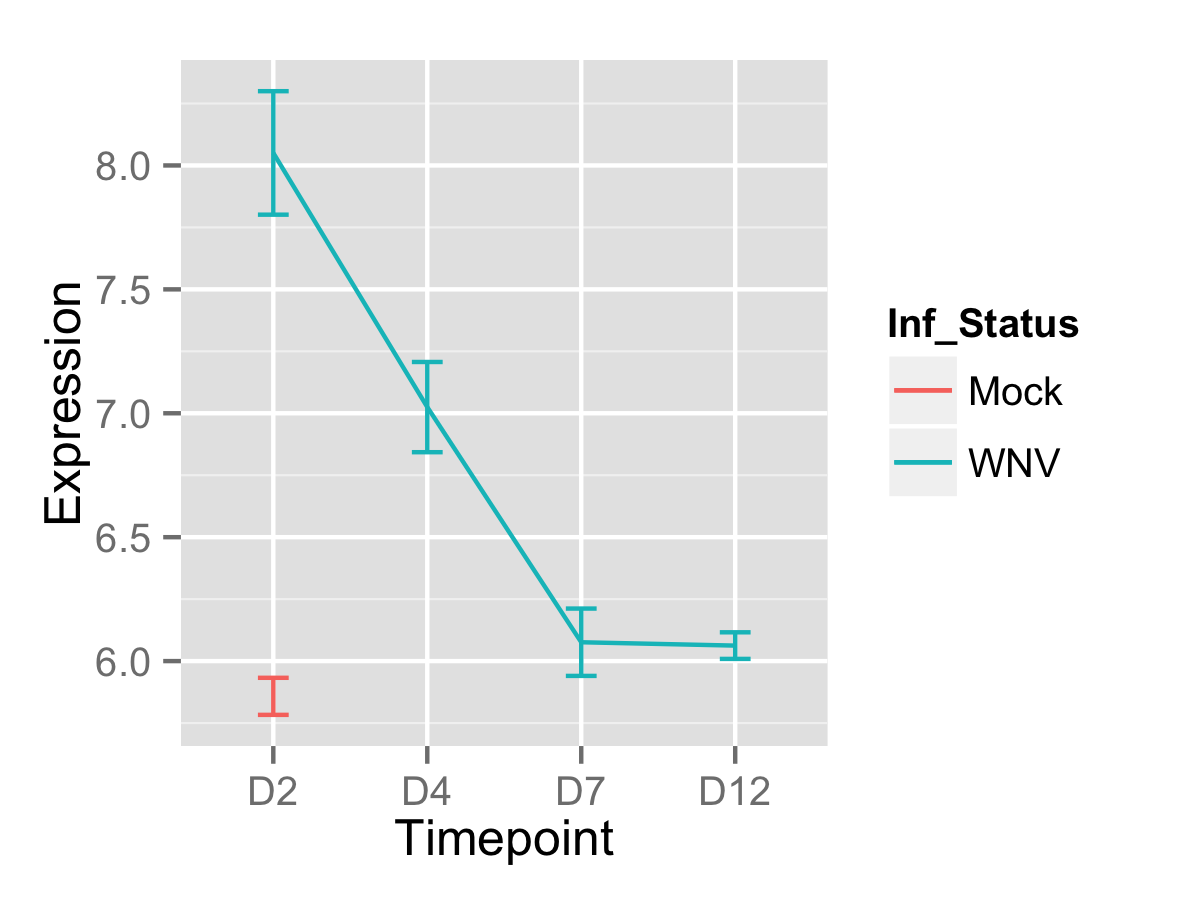 Expression
8.0
7.5
7.0
6.5
6.0
D2 D4 D7 D12
Timepoint
Inf_Status
Mock
WNV